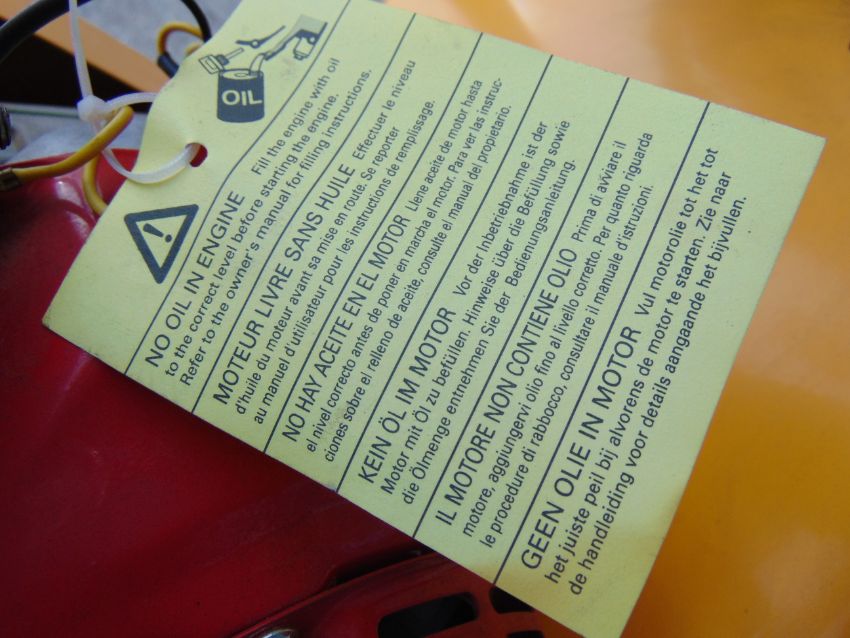 OIL
NO OIL IN ENGINE Fill the engine with oil
to the correct level before starting the engine.
Refer to the owner's manual for filling instructions.
MOTEUR LIVRE SANS HUILE Effectuer le niveau
d'huile du moteur avant sa mise en route. Se reporer
au manuel d'utilisateur pour les instructions de remplissage.
NO HAY ACEITE EN EL MOTOR Llene aceite de motor hasta
el nivel correcto antes de poner en marcha el motor. Para ver las instruc-
ciones sobre el relleno de aceite, consulte el manual del propietario.
KEIN ÖL IM MOTOR Vor der Inbetriebnahme ist der
Motor mit Öl zu befüllen. Hinweise über die Befüllung sowie
die Ölmenge entnehmen Sie der Bedienungsanleitung.
IL MOTORE NON CONTIENE OLIO Prima di avviare il
motore, aggiungervi olio fino al livello corretto. Per quanto riguarda
le procedure di rabbocco, consultare il manuale d'istruzioni.
GEEN OLIE IN MOTOR Vul motorolie tot het tot
het juiste peil bij alvorens de motor te starten. Zie naar
de handleiding voor details aangaande het bijvullen.